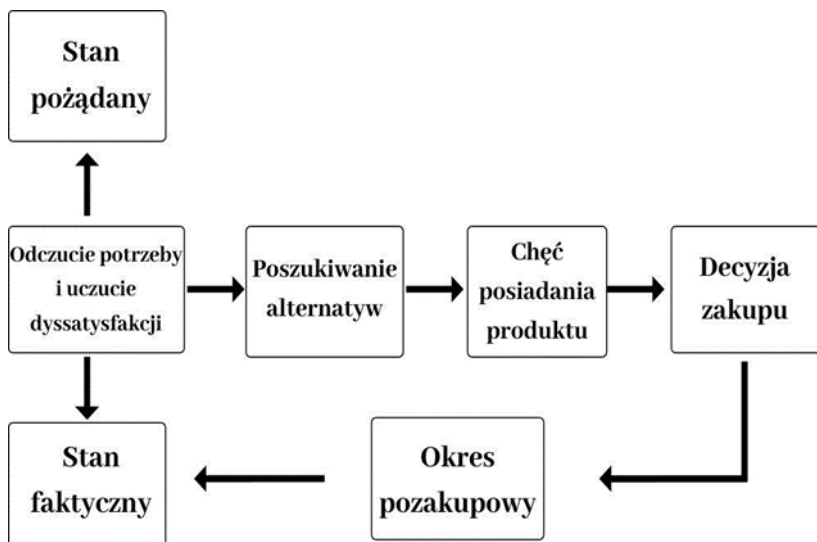 Stan
pożądany
Odczucie potrzeby
i uczucie
dyssatysfakcji
Poszukiwanie
alternatyw
Chęć
posiadania
produktu
Decyzja
zakupu
Stan
faktyczny
Okres
pozakupowy